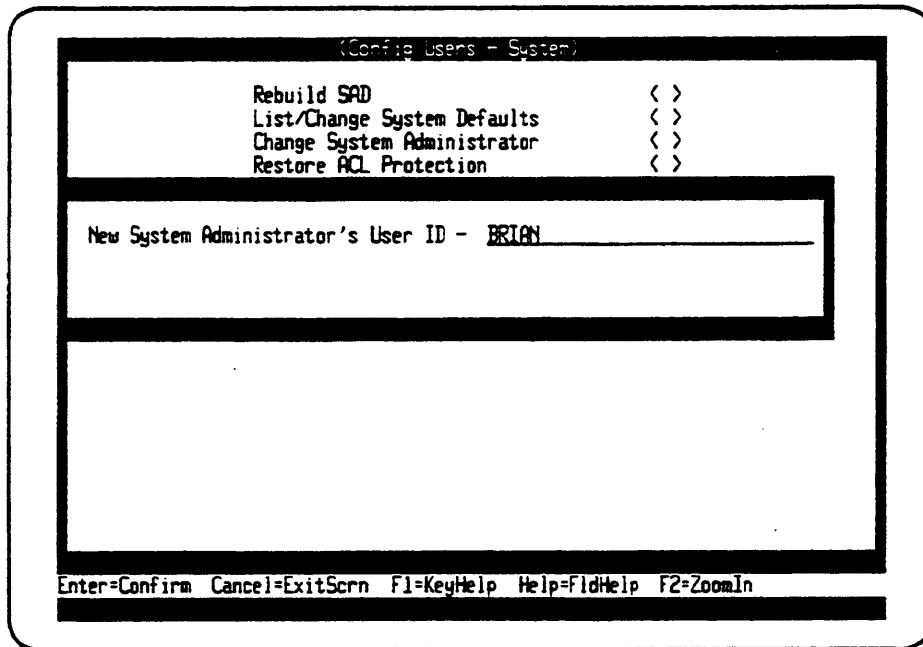 (Config Users - System)
Rebuild SAD < >
List/Change System Defaults < >
Change System Administrator < >
Restore ACL Protection < >
New System Administrator's User ID - BRIAN
Enter=Confirm Cancel=ExitScrn F1=KeyHelp Help=FldHelp F2=ZoomIn